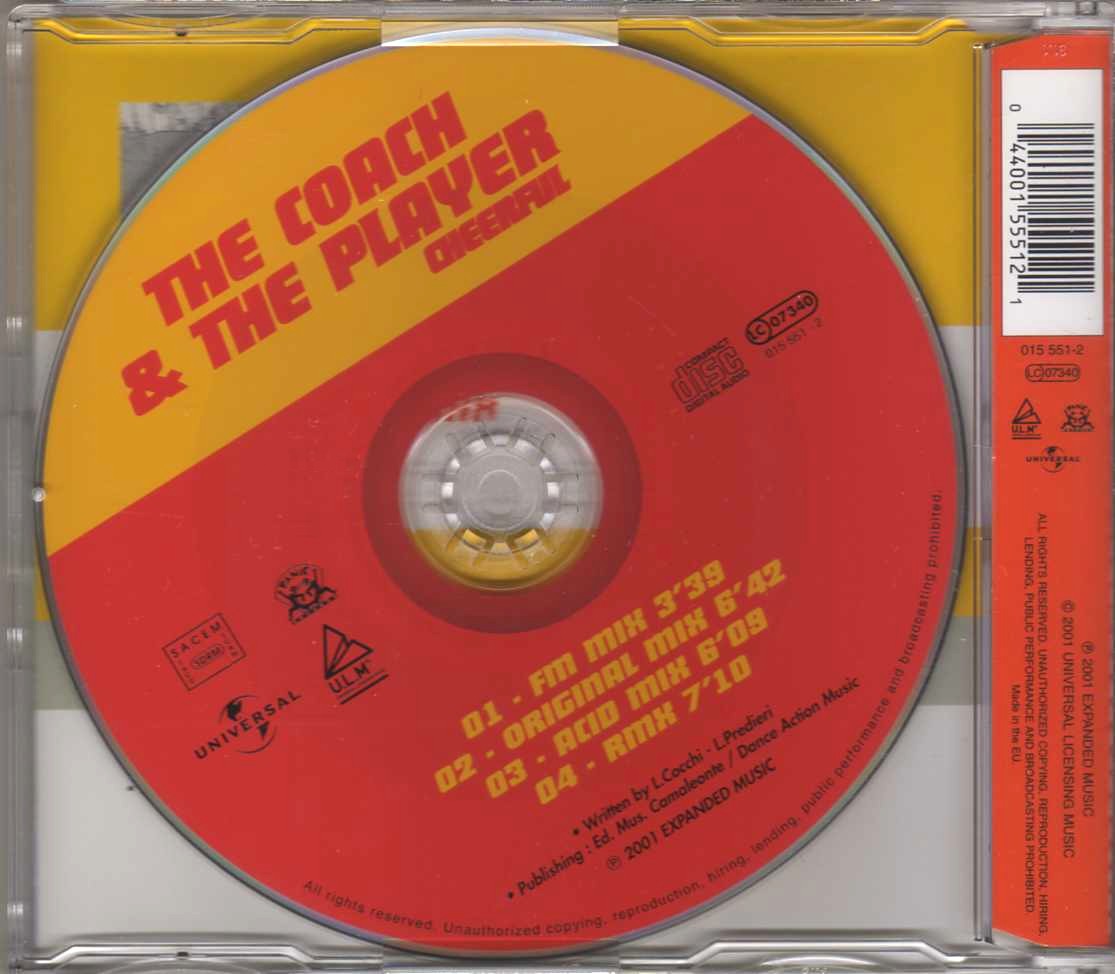 THE COACH
& THE PLAYER
CHEERFUL
COMPACT
disc
DIGITAL AUDIO
LC 07340
015 551 - 2
PANIC
SACEM
SDRM
U.L.M
UNIVERSAL
01 - FM MIX 3'39
02 - ORIGINAL MIX 6'42
03 - ACID MIX 6'09
04 - RMX 7'10
• Written by L.Cocchi - L.Predieri
• Publishing : Ed. Mus. Camaleonte / Dance Action Music
℗ 2001 EXPANDED MUSIC
All rights reserved. Unauthorized copying, reproduction, hiring, lending, public performance and broadcasting prohibited.
0 44001 55512 1
015 551-2
LC 07340
U.L.M
UNIVERSAL
℗ 2001 EXPANDED MUSIC
© 2001 UNIVERSAL LICENSING MUSIC
ALL RIGHTS RESERVED. UNAUTHORIZED COPYING, REPRODUCTION, HIRING,
LENDING, PUBLIC PERFORMANCE AND BROADCASTING PROHIBITED.
Made in the EU